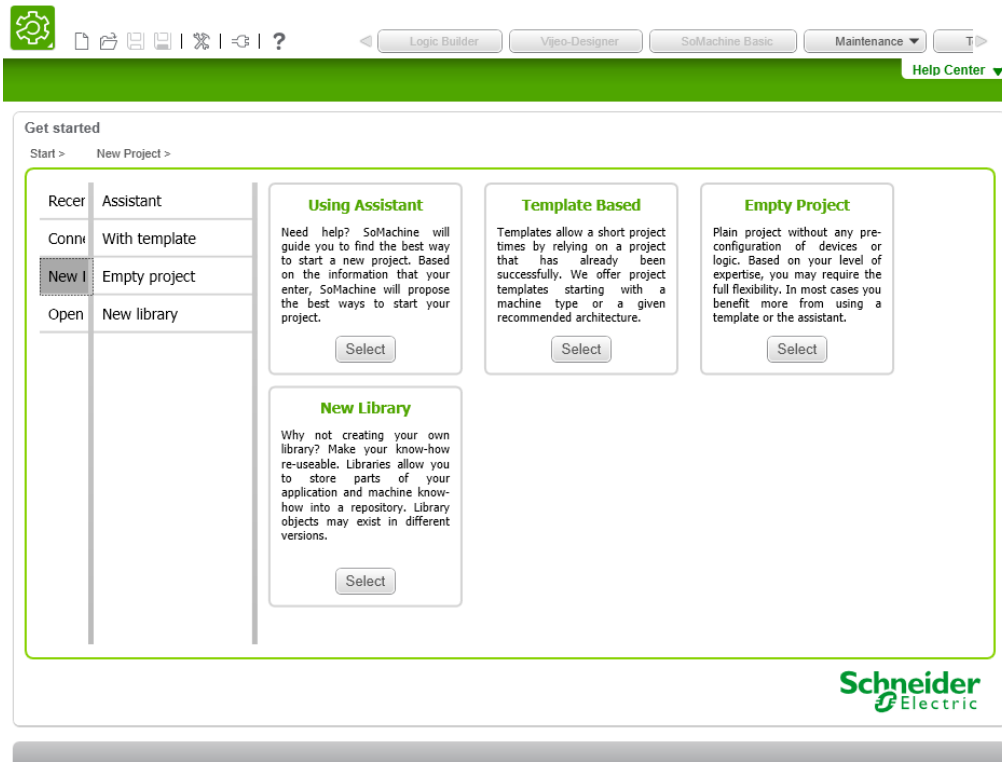 ?
Logic Builder
Vijeo-Designer
SoMachine Basic
Maintenance
Help Center
Get started
Start >
New Project >
Recer
Conn
New I
Open
Assistant
With template
Empty project
New library
Using Assistant
Need help? SoMachine will
guide you to find the best way
to start a new project. Based
on the information that your
enter, SoMachine will propose
the best ways to start your
project.
Select
Template Based
Templates allow a short project
times by relying on a project
that has already been
successfully. We offer project
templates starting with a
machine type or a given
recommended architecture.
Select
Empty Project
Plain project without any pre-
configuration of devices or
logic. Based on your level of
expertise, you may require the
full flexibility. In most cases you
benefit more from using a
template or the assistant.
Select
New Library
Why not creating your own
library? Make your know-how
re-useable. Libraries allow you
to store parts of your
application and machine know-
how into a repository. Library
objects may exist in different
versions.
Select
Schneider
Electric